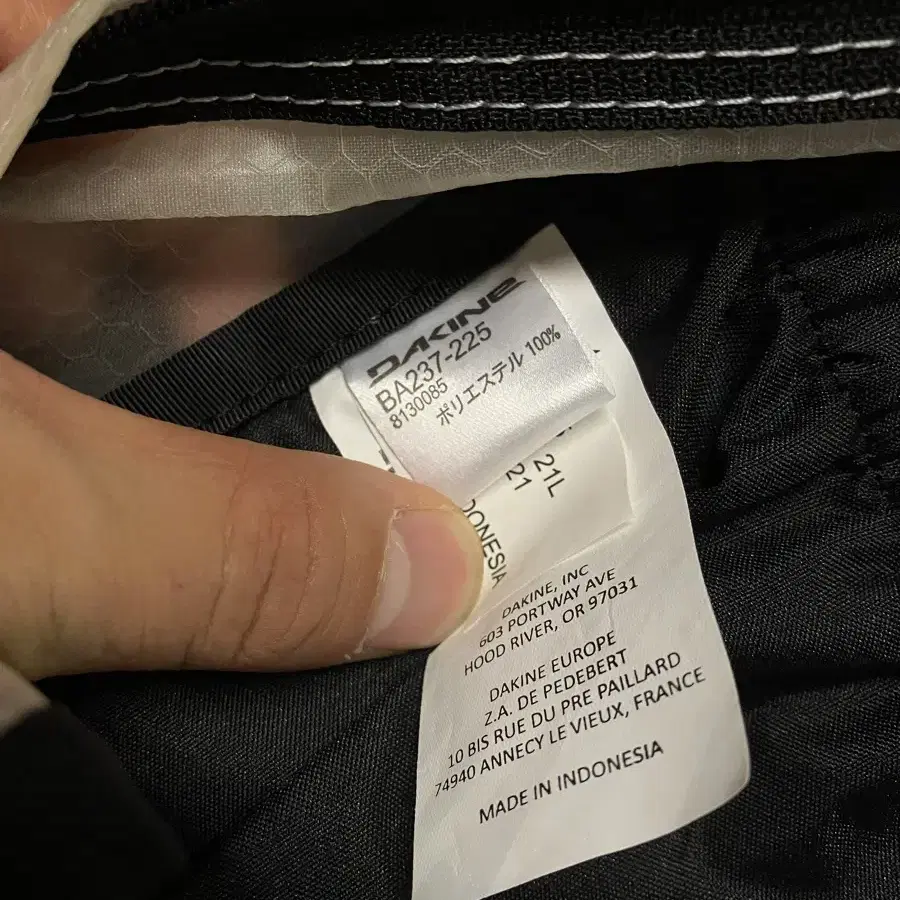 DAKINE
BA237-225
8130085
ポリエステル 100%
21L
21
DAKINE, INC
603 PORTWAY AVE
HOOD RIVER, OR 97031
DAKINE EUROPE
Z.A. DE PEDEBERT
10 BIS RUE DU PRE PAILLARD
74940 ANNECY LE VIEUX, FRANCE
MADE IN INDONESIA